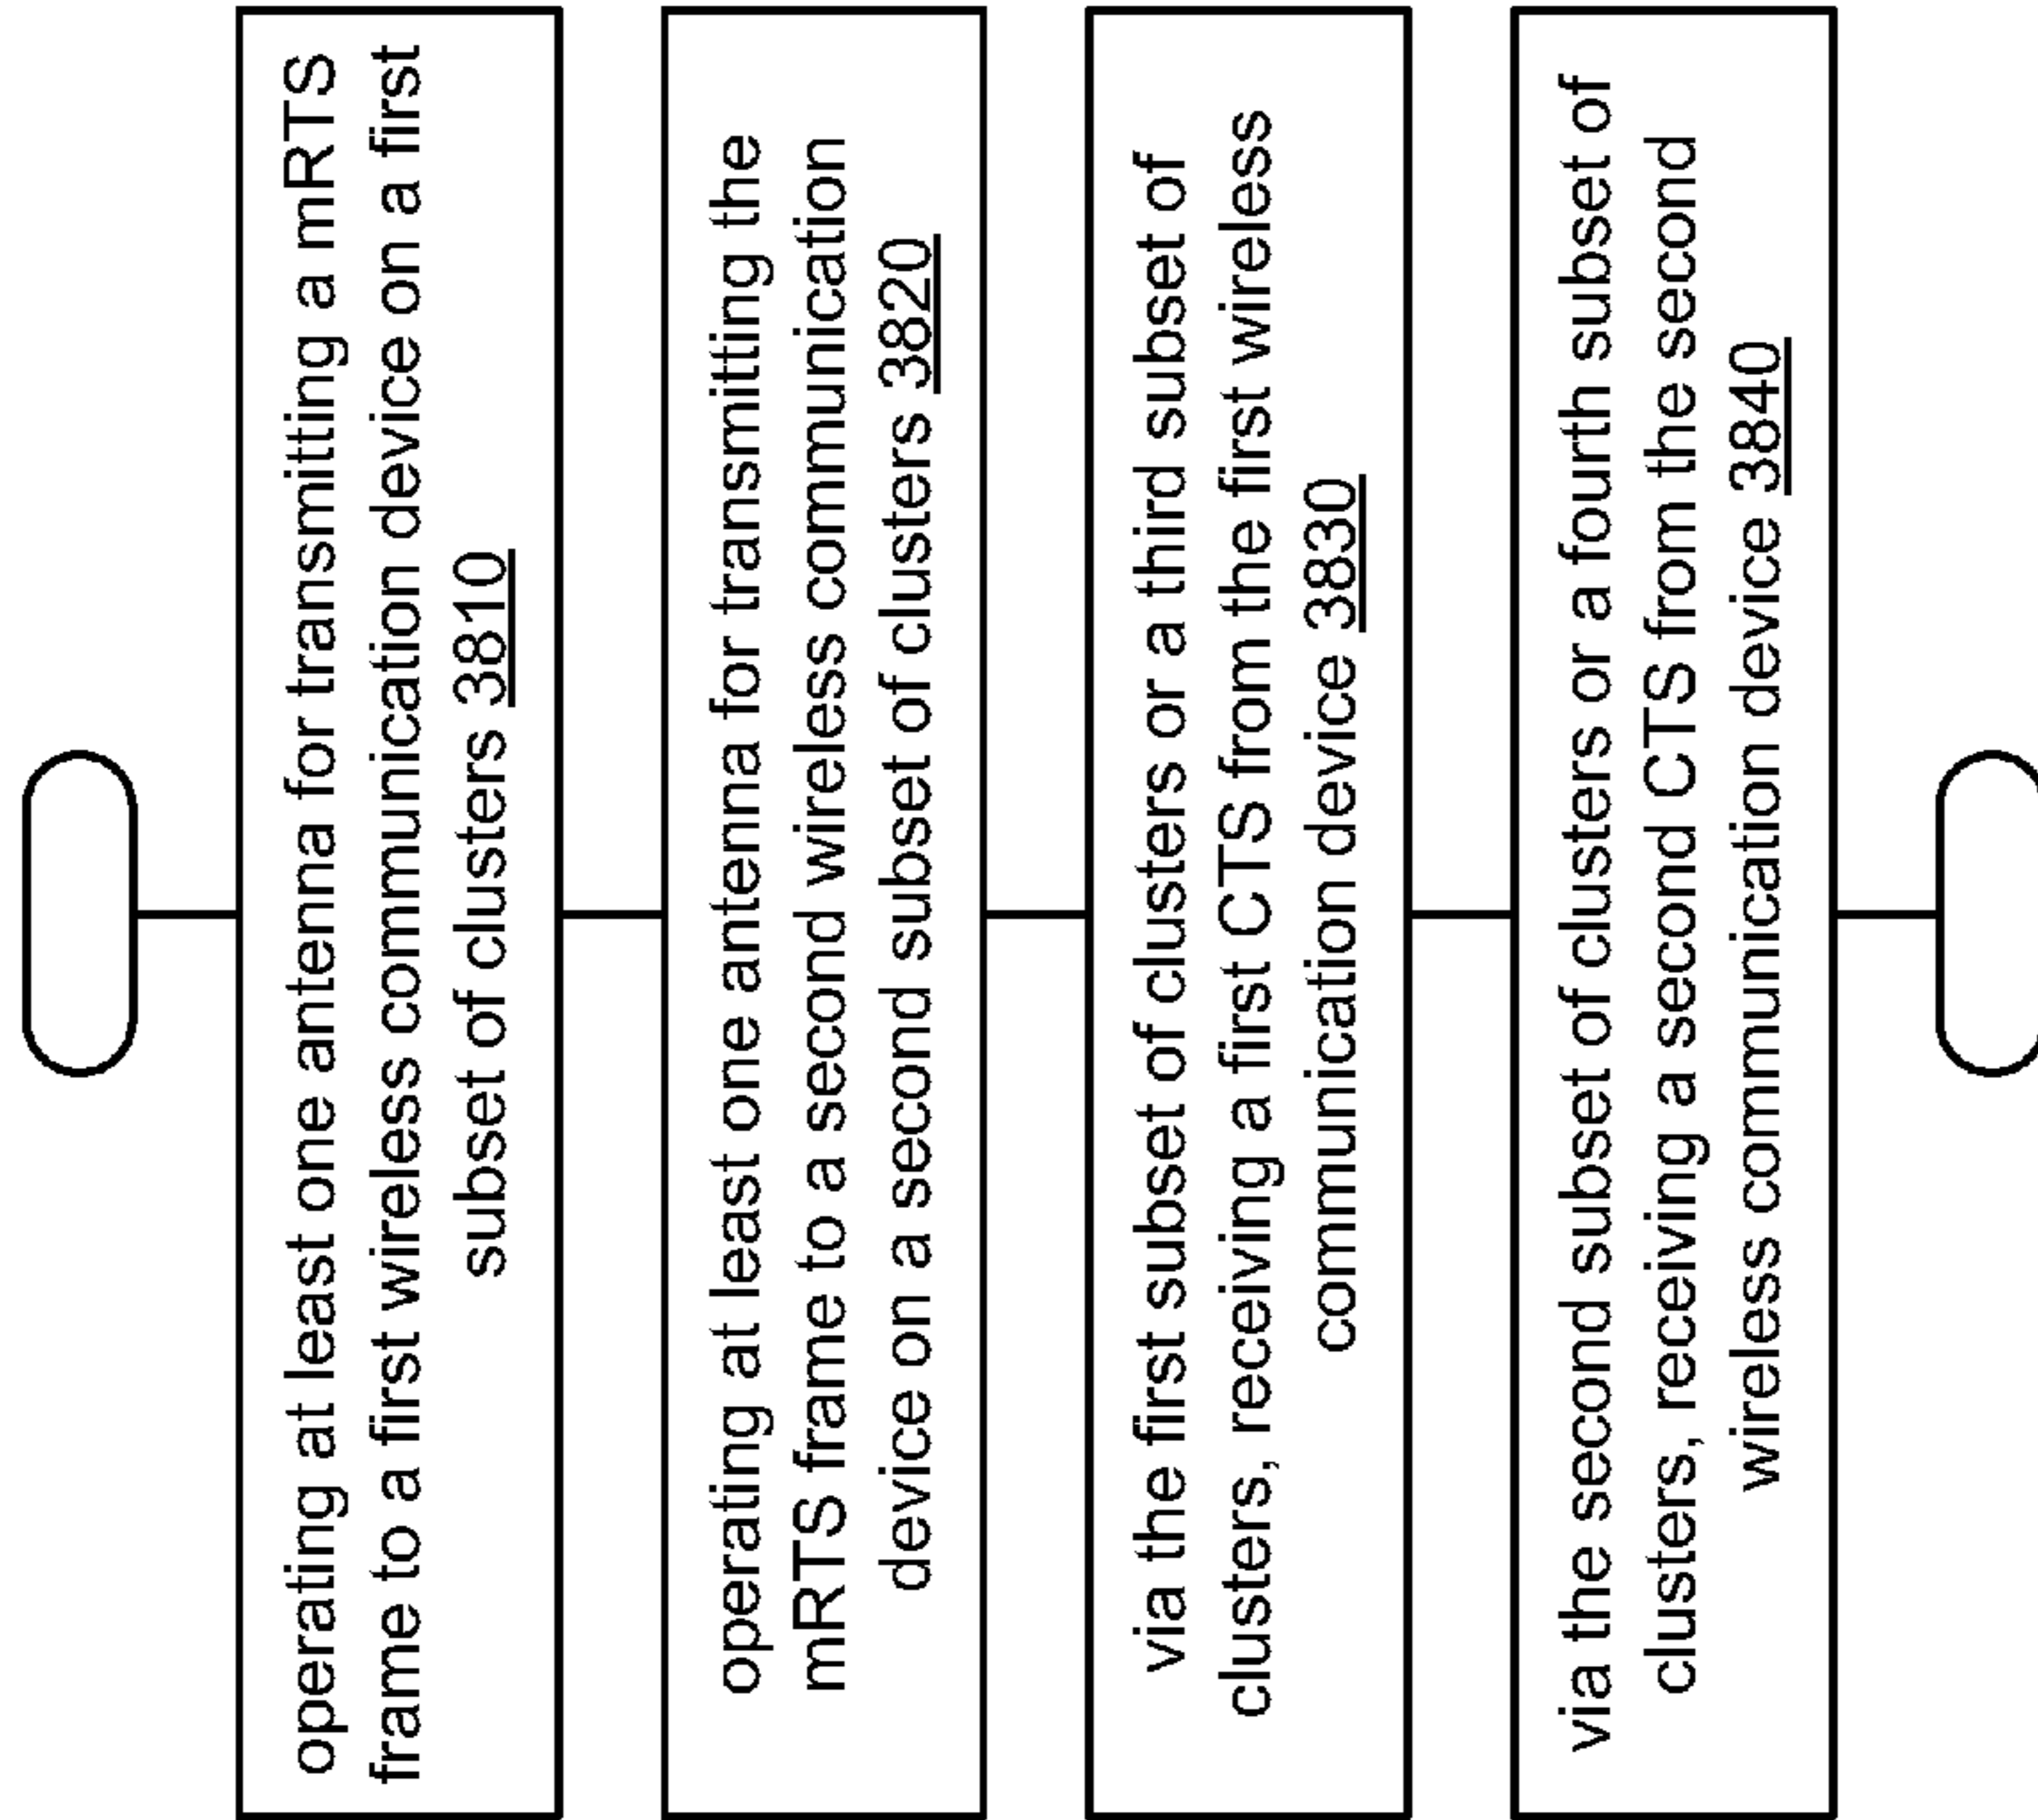 operating at least one antenna for transmitting a mRTS
frame to a first wireless communication device on a first
subset of clusters 3810
operating at least one antenna for transmitting the
mRTS frame to a second wireless communication
device on a second subset of clusters 3820
via the first subset of clusters or a third subset of
clusters, receiving a first CTS from the first wireless
communication device 3830
via the second subset of clusters or a fourth subset of
clusters, receiving a second CTS from the second
wireless communication device 3840